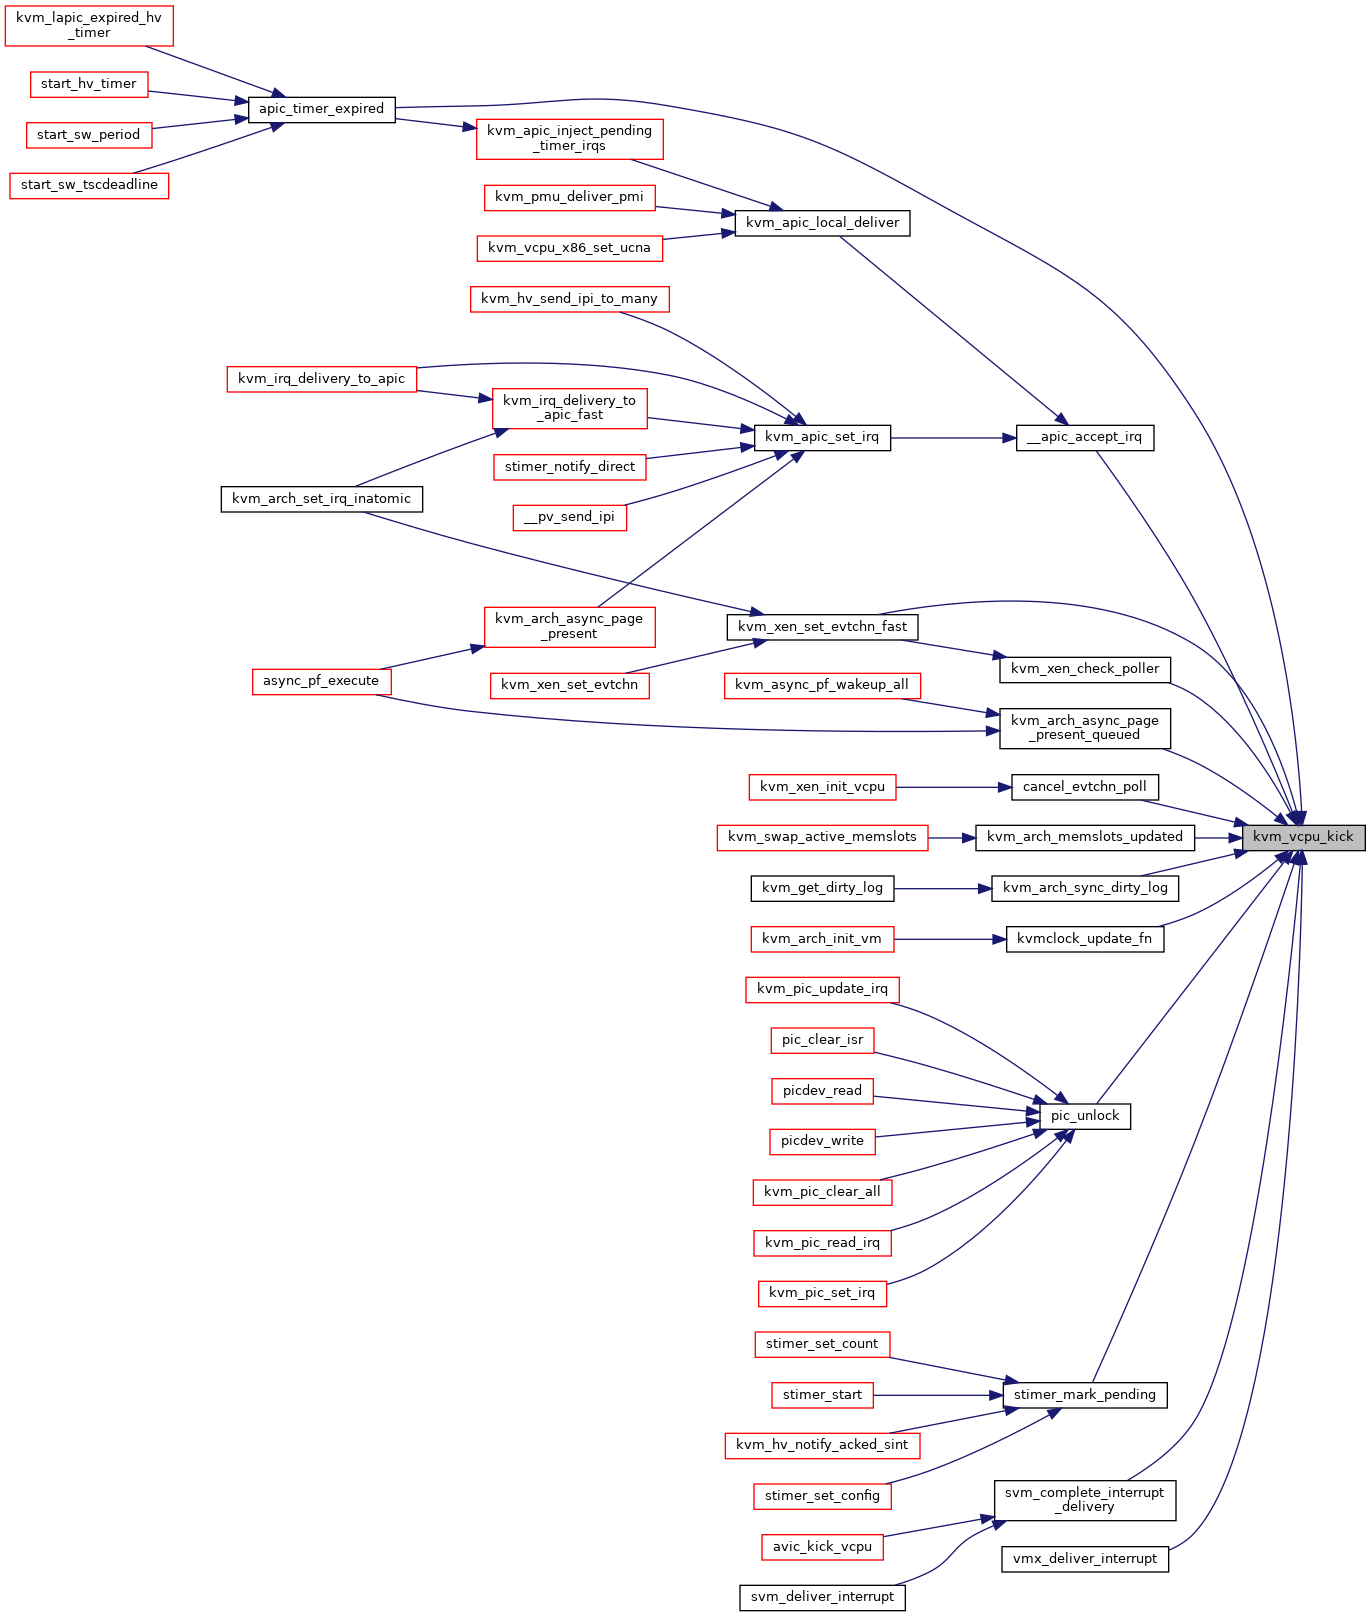 kvm_lapic_expired_hv
_timer
start_hv_timer
start_sw_period
start_sw_tscdeadline
apic_timer_expired
kvm_apic_inject_pending
_timer_irqs
kvm_pmu_deliver_pmi
kvm_vcpu_x86_set_ucna
kvm_apic_local_deliver
kvm_hv_send_ipi_to_many
kvm_irq_delivery_to_apic
kvm_irq_delivery_to
_apic_fast
kvm_apic_set_irq
__apic_accept_irq
stimer_notify_direct
kvm_arch_set_irq_inatomic
__pv_send_ipi
kvm_arch_async_page
_present
kvm_xen_set_evtchn_fast
kvm_xen_check_poller
async_pf_execute
kvm_xen_set_evtchn
kvm_async_pf_wakeup_all
kvm_arch_async_page
_present_queued
kvm_xen_init_vcpu
cancel_evtchn_poll
kvm_swap_active_memslots
kvm_arch_memslots_updated
kvm_vcpu_kick
kvm_get_dirty_log
kvm_arch_sync_dirty_log
kvm_arch_init_vm
kvmclock_update_fn
kvm_pic_update_irq
pic_clear_isr
picdev_read
pic_unlock
picdev_write
kvm_pic_clear_all
kvm_pic_read_irq
kvm_pic_set_irq
stimer_set_count
stimer_start
stimer_mark_pending
kvm_hv_notify_acked_sint
stimer_set_config
svm_complete_interrupt
_delivery
avic_kick_vcpu
vmx_deliver_interrupt
svm_deliver_interrupt